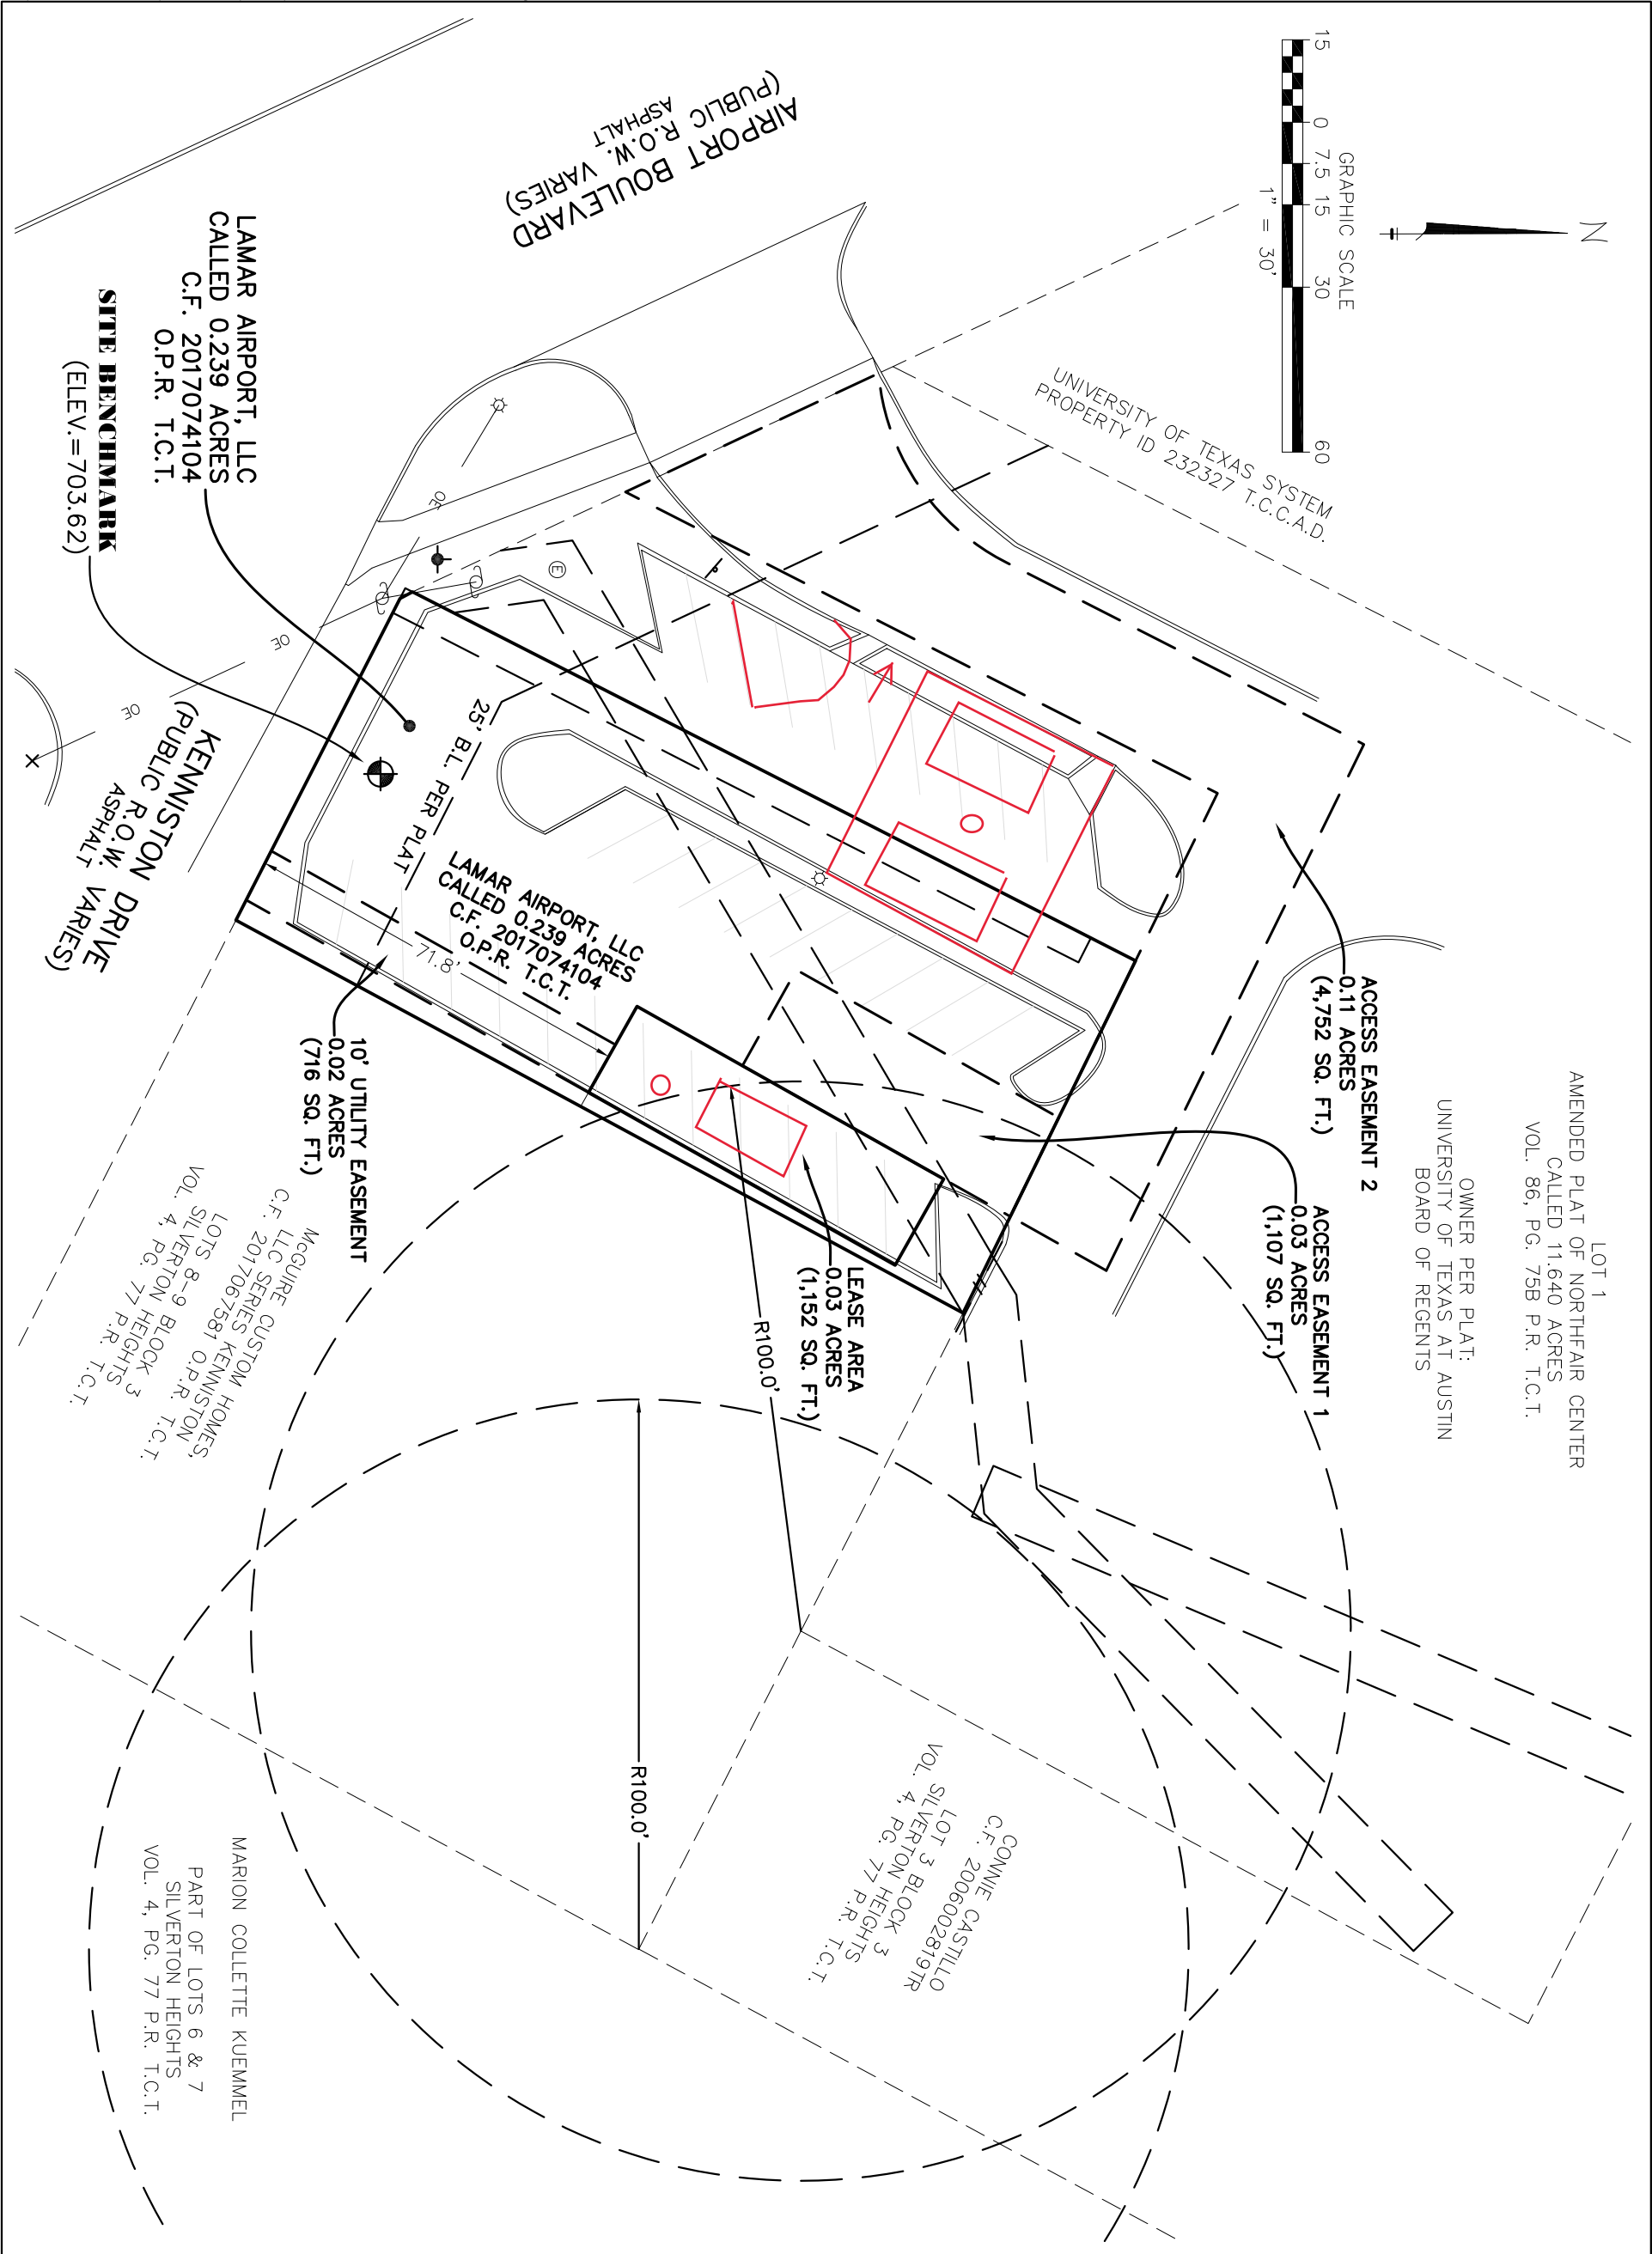 N
GRAPHIC SCALE
15 0 7.5 15 30 60
1" = 30'
UNIVERSITY OF TEXAS SYSTEM
PROPERTY ID 232327 T.C.C.A.D.
AIRPORT BOULEVARD
(PUBLIC R.O.W. VARIES)
ASPHALT
LAMAR AIRPORT, LLC
CALLED 0.239 ACRES
C.F. 2017074104
O.P.R. T.C.T.
SITE BENCHMARK
(ELEV.=703.62)
OE
OE
OE
OE
E
KENNISTON DRIVE
(PUBLIC R.O.W. VARIES)
ASPHALT
25' B.L. PER PLAT
LAMAR AIRPORT, LLC
CALLED 0.239 ACRES
C.F. 2017074104
O.P.R. T.C.T.
71.8'
LOT 1
AMENDED PLAT OF NORTHFAIR CENTER
CALLED 11.640 ACRES
VOL. 86, PG. 75B P.R. T.C.T.
OWNER PER PLAT:
UNIVERSITY OF TEXAS AT AUSTIN
BOARD OF REGENTS
ACCESS EASEMENT 2
0.11 ACRES
(4,752 SQ. FT.)
ACCESS EASEMENT 1
0.03 ACRES
(1,107 SQ. FT.)
LEASE AREA
0.03 ACRES
(1,152 SQ. FT.)
10' UTILITY EASEMENT
0.02 ACRES
(716 SQ. FT.)
R100.0'
R100.0'
McGUIRE CUSTOM HOMES,
LLC SERIES KENNISTON,
C.F. 2017067581 O.P.R. T.C.T.
LOTS 8-9 BLOCK 3
SILVERTON HEIGHTS
VOL. 4, PG. 77 P.R. T.C.T.
CONNIE CASTILLO
C.F. 2006002819TR
LOT 3 BLOCK 3
SILVERTON HEIGHTS
VOL. 4, PG. 77 P.R. T.C.T.
MARION COLLETTE KUEMMEL
PART OF LOTS 6 & 7
SILVERTON HEIGHTS
VOL. 4, PG. 77 P.R. T.C.T.